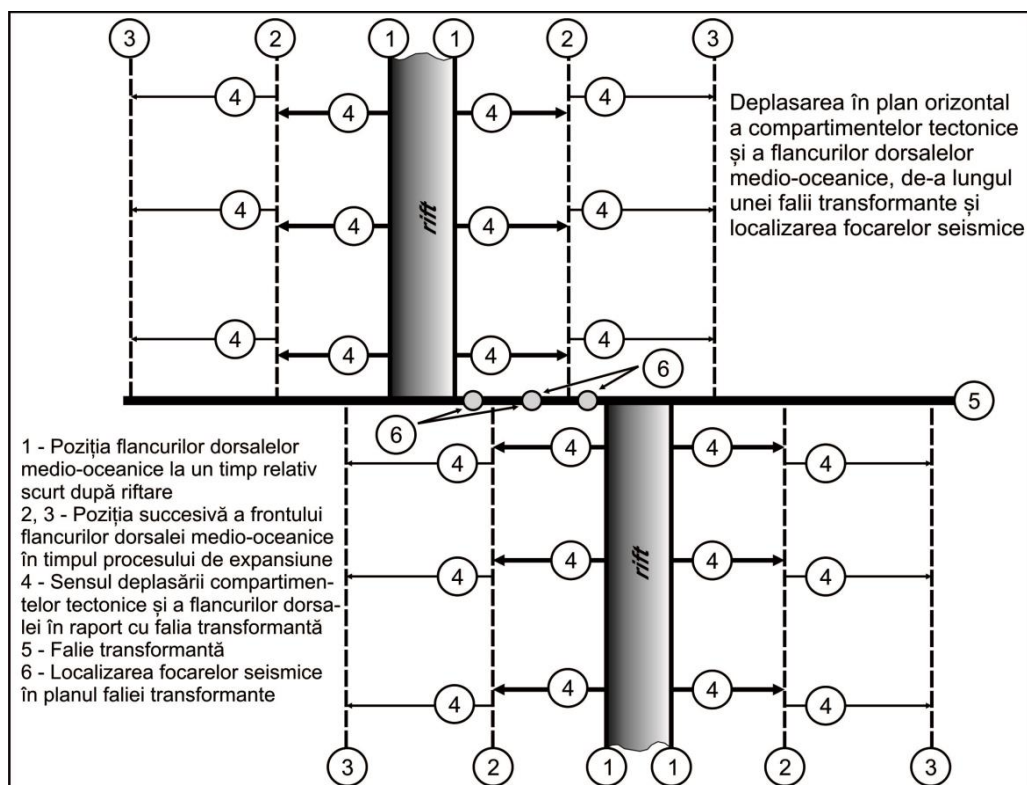 3 2 1 1 2 3
4 4 4 4
Deplasarea în plan orizontal
a compartimentelor tectonice
și a flancurilor dorsalelor
medio-oceanice, de-a lungul
unei falii transformante și
localizarea focarelor seismice
4 4 4 4
rift
4 4 4 4
6
5
6
1 - Poziția flancurilor dorsalelor
medio-oceanice la un timp relativ
scurt după riftare
2, 3 - Poziția succesivă a frontului
flancurilor dorsalei medio-oceanice
în timpul procesului de expansiune
4 - Sensul deplasării compartimen-
telor tectonice și a flancurilor dorsa-
lei în raport cu falia transformantă
5 - Falie transformantă
6 - Localizarea focarelor seismice
în planul faliei transformante
4 4 4 4
rift
4 4 4 4
4 4 4 4
3 2 1 1 2 3